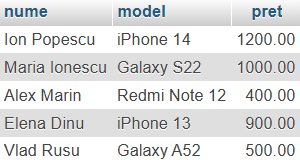 nume model pret
Ion Popescu iPhone 14 1200.00
Maria Ionescu Galaxy S22 1000.00
Alex Marin Redmi Note 12 400.00
Elena Dinu iPhone 13 900.00
Vlad Rusu Galaxy A52 500.00